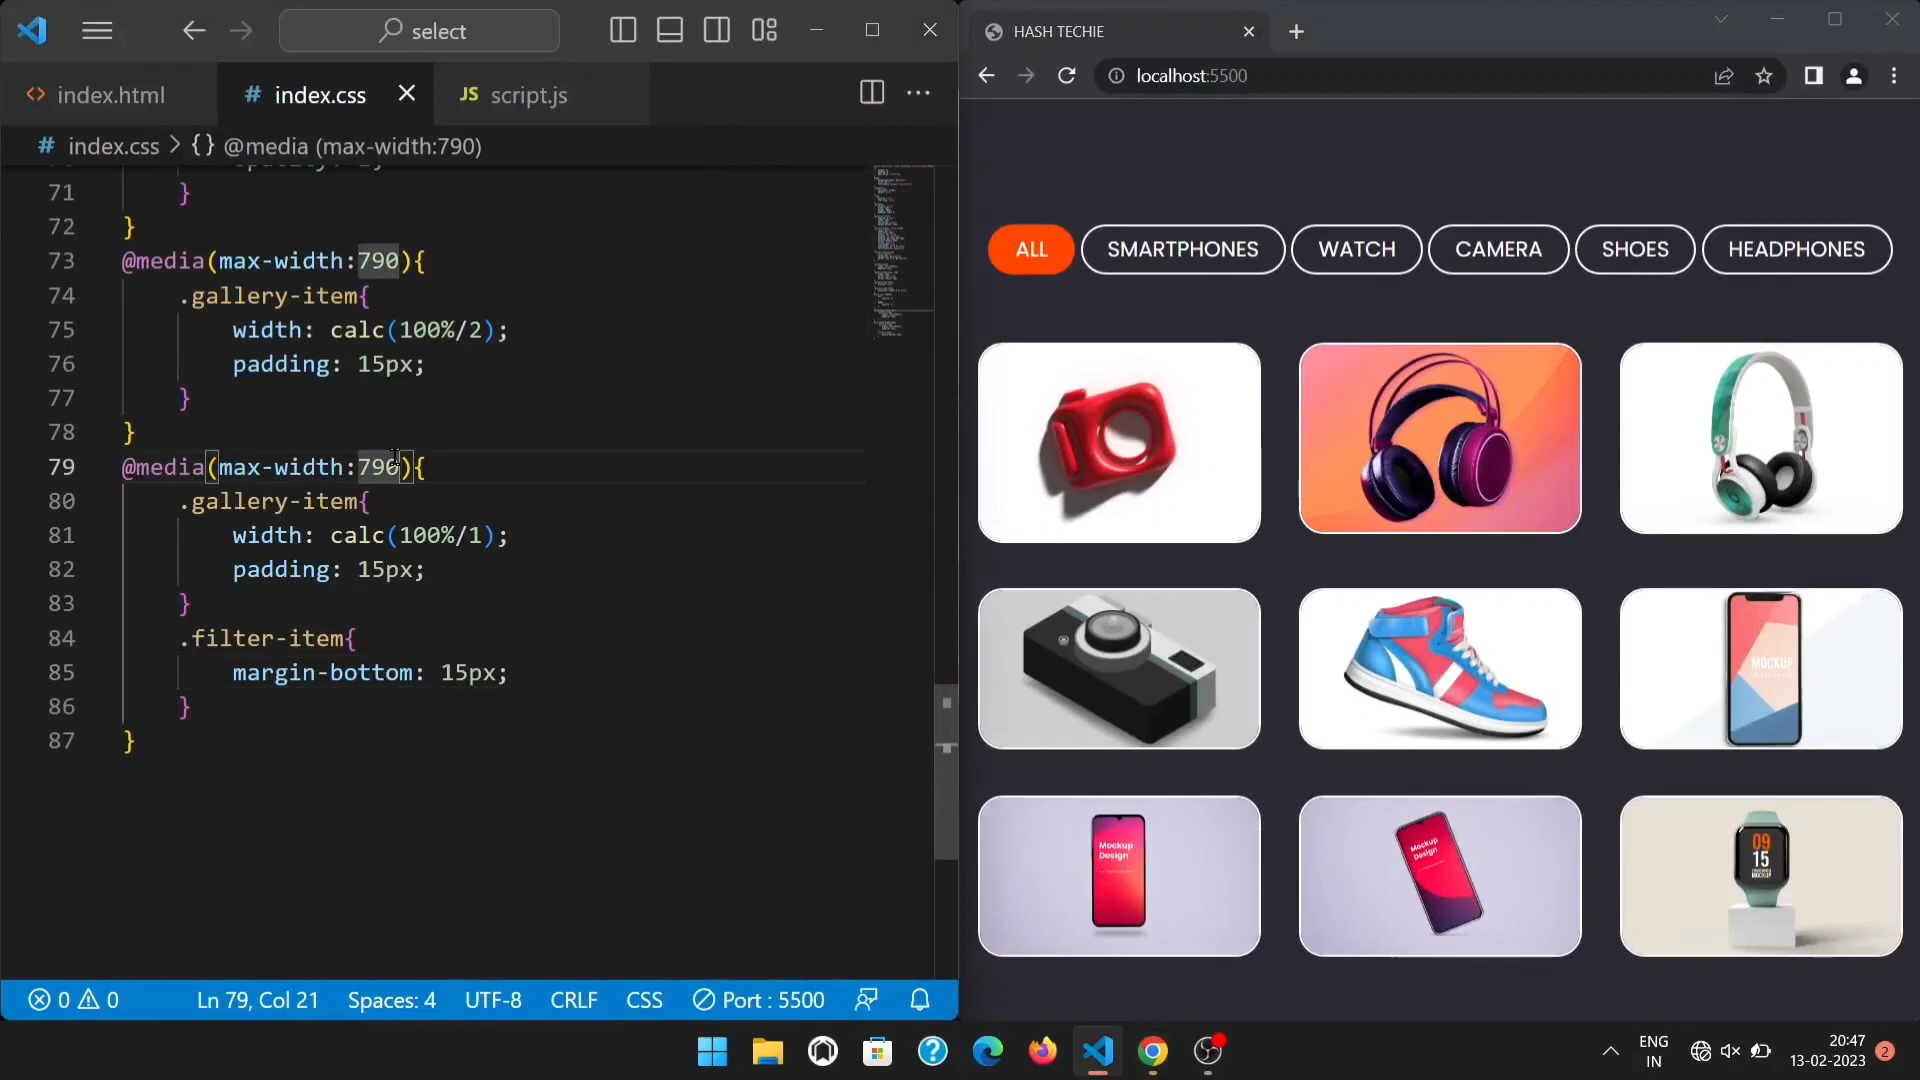 select
HASH TECHIE
localhost:5500
<> index.html
# index.css
JS script.js
# index.css > {} @media (max-width:790)
71 }
72 }
73 @media(max-width:790){
74 .gallery-item{
75 width: calc(100%/2);
76 padding: 15px;
77 }
78 }
79 @media(max-width:790){
80 .gallery-item{
81 width: calc(100%/1);
82 padding: 15px;
83 }
84 .filter-item{
85 margin-bottom: 15px;
86 }
87 }
ALL SMARTPHONES WATCH CAMERA SHOES HEADPHONES
MOCKUP
Mockup
Design
Mockup
Design
09
15
0 0 Ln 79, Col 21 Spaces: 4 UTF-8 CRLF CSS Port : 5500
ENG
IN
20:47
13-02-2023
2